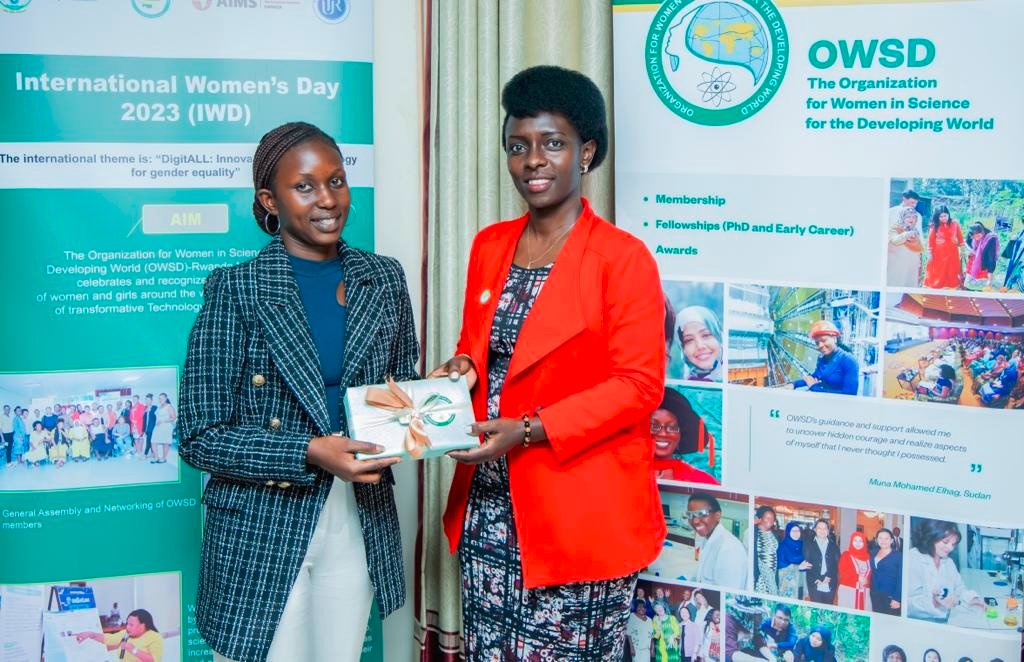 AIMS
UR
International Women's Day
2023 (IWD)
The international theme is: "DigitALL: Innova
gy
for gender equality"
AIM
The Organization for Women in Scien
Developing World (OWSD)-Rwand
celebrates and recognize
of women and girls around the w
of transformative Technolog
General Assembly and Networking of OWSD
members
ORGANIZATION FOR WOMEN IN THE DEVELOPING WORLD
OWSD
The Organization
for Women in Science
for the Developing World
• Membership
• Fellowships (PhD and Early Career)
Awards
"OWSD's guidance and support allowed me
to uncover hidden courage and realize aspects
of myself that I never thought I possessed."
Muna Mohamed Elhag, Sudan